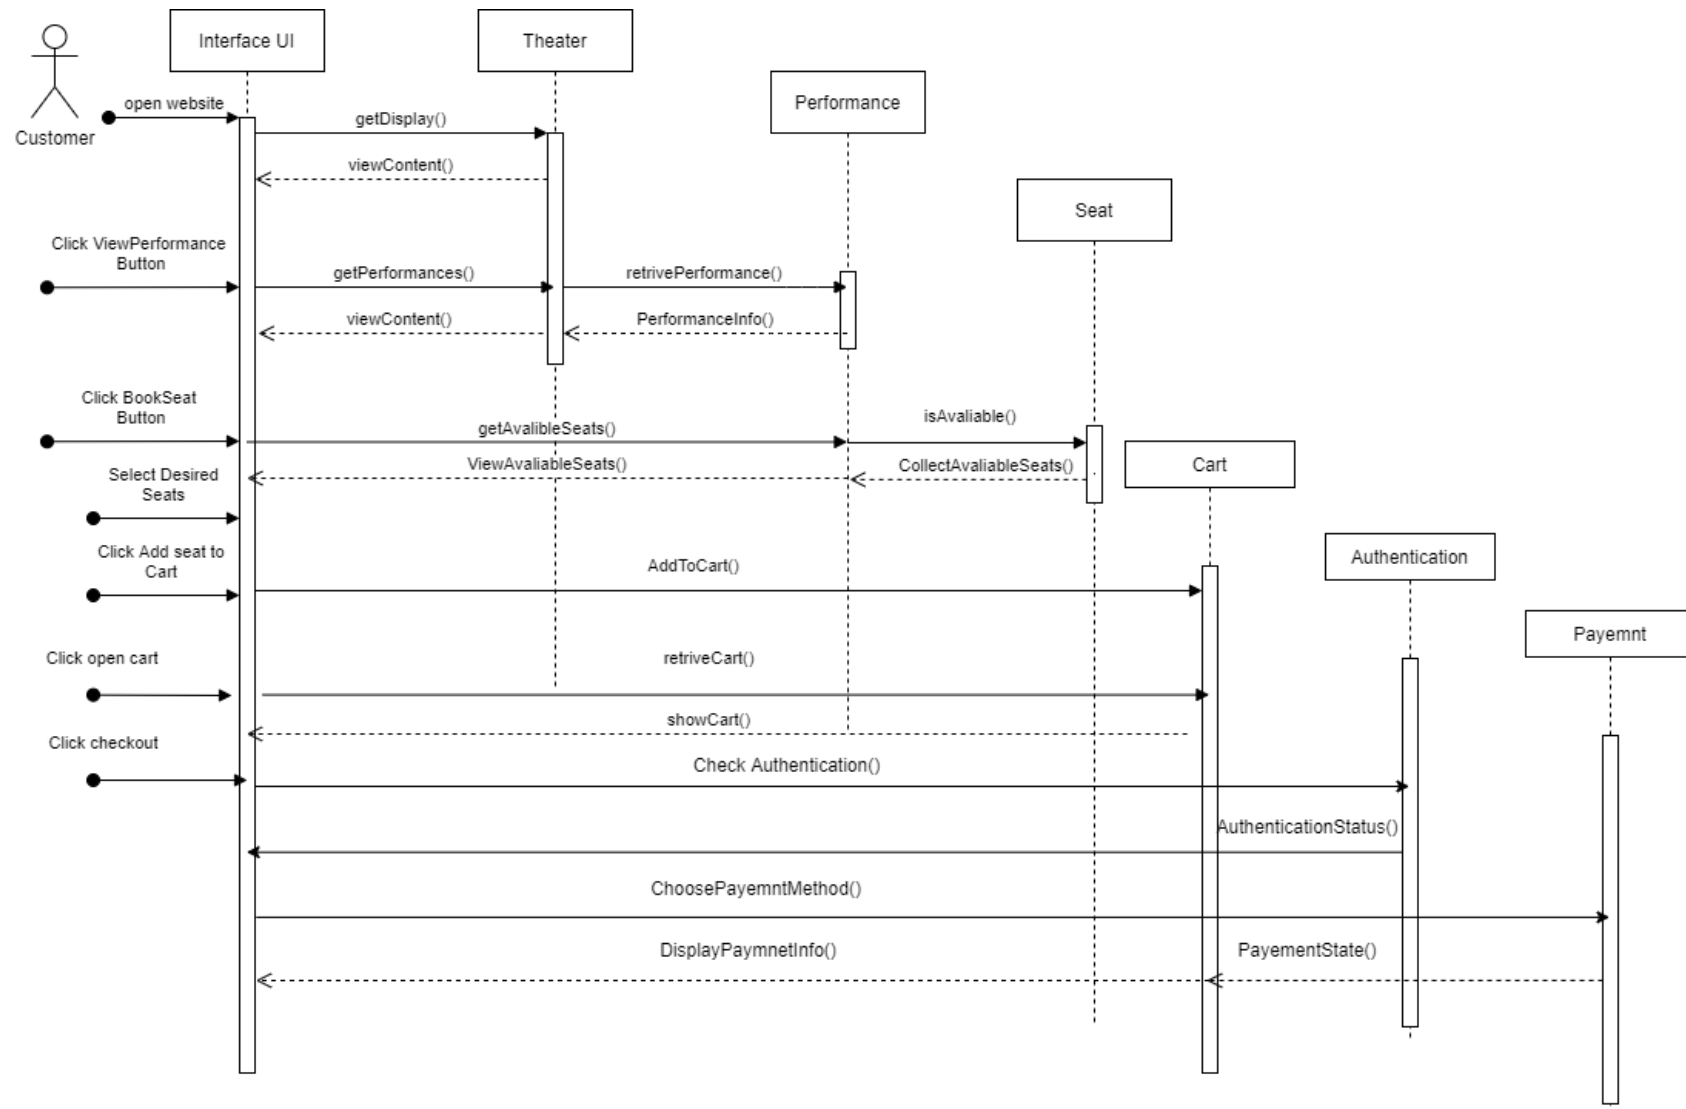 Interface UI
Theater
Performance
Customer
open website
getDisplay()
viewContent()
Seat
Click ViewPerformance
Button
getPerformances()
retrivePerformance()
viewContent()
PerformanceInfo()
Click BookSeat
Button
getAvalibleSeats()
isAvaliable()
ViewAvaliableSeats()
CollectAvaliableSeats()
Cart
Select Desired
Seats
Click Add seat to
Cart
AddToCart()
Authentication
Payemnt
Click open cart
retriveCart()
showCart()
Click checkout
Check Authentication()
AuthenticationStatus()
ChoosePayemntMethod()
DisplayPaymnetInfo()
PayementState()